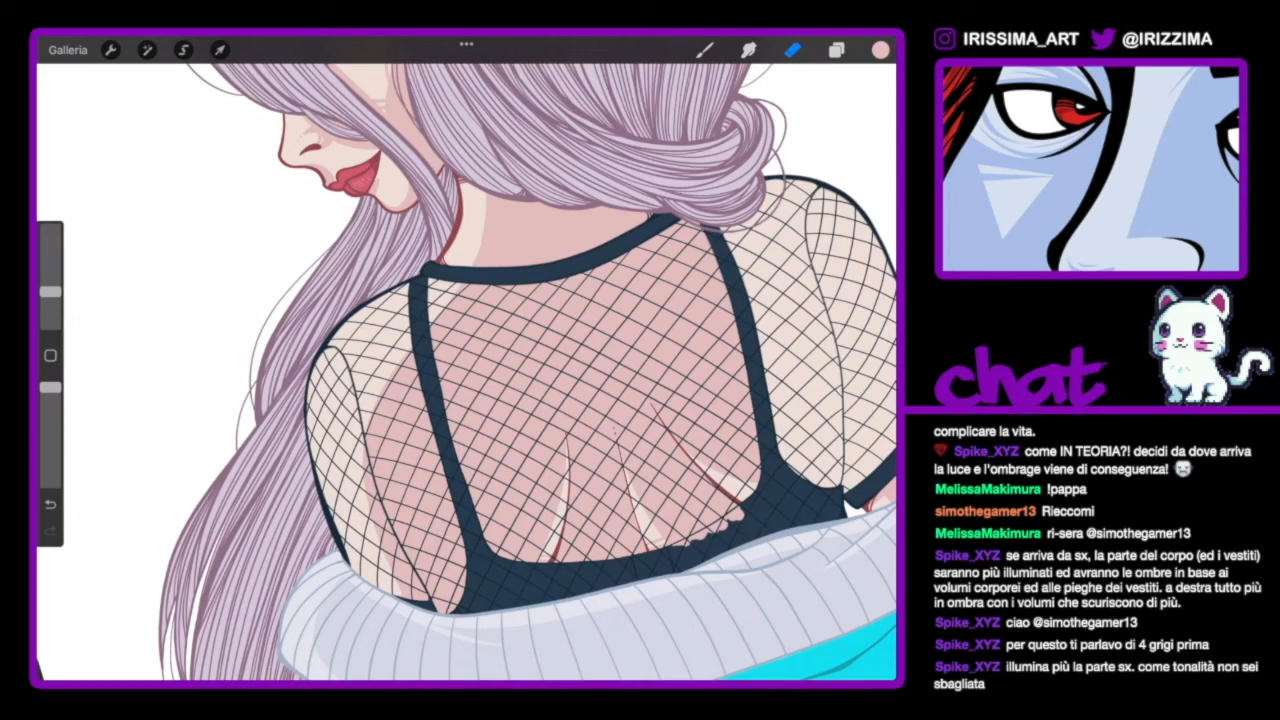 Galleria
IRISSIMA_ART
@IRIZZIMA
chat
complicare la vita.
Spike_XYZ come IN TEORIA?! decidi da dove arriva
la luce e l'ombrage viene di conseguenza!
MelissaMakimura !pappa
simothegamer13 Rieccomi
MelissaMakimura ri-sera @simothegamer13
Spike_XYZ se arriva da sx, la parte del corpo (ed i vestiti)
saranno più illuminati ed avranno le ombre in base ai
volumi corporei ed alle pieghe dei vestiti. a destra tutto più
in ombra con i volumi che scuriscono di più.
Spike_XYZ ciao @simothegamer13
Spike_XYZ per questo ti parlavo di 4 grigi prima
Spike_XYZ illumina più la parte sx. come tonalità non sei
sbagliata